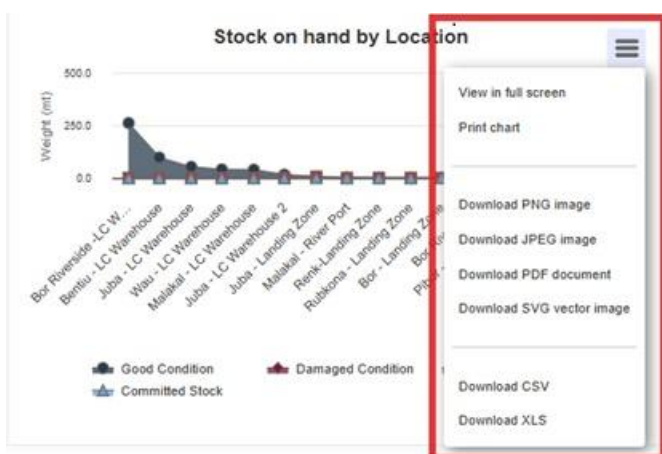 Stock on hand by Location
Weight (mt)
500.0
250.0
0.0
Bor Riverside -LC W...
Bentiu - LC Warehouse
Juba - LC Warehouse
Wau - LC Warehouse
Malakal - LC Warehouse
Juba - LC Warehouse 2
Juba - Landing Zone
Malakal - River Port
Renk-Landing Zone
Rubkona - Landing Zone
Bor - Landing Zone
Bor
Good Condition
Damaged Condition
Committed Stock
View in full screen
Print chart
Download PNG image
Download JPEG image
Download PDF document
Download SVG vector image
Download CSV
Download XLS